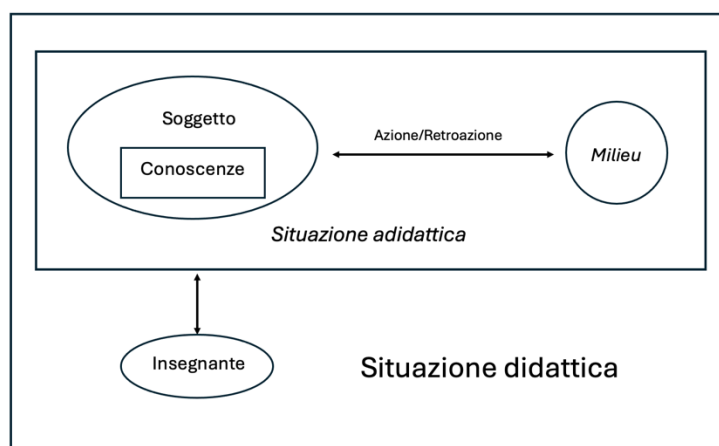 Soggetto
Conoscenze
Azione/Retroazione
Milieu
Situazione adidattica
Insegnante
Situazione didattica